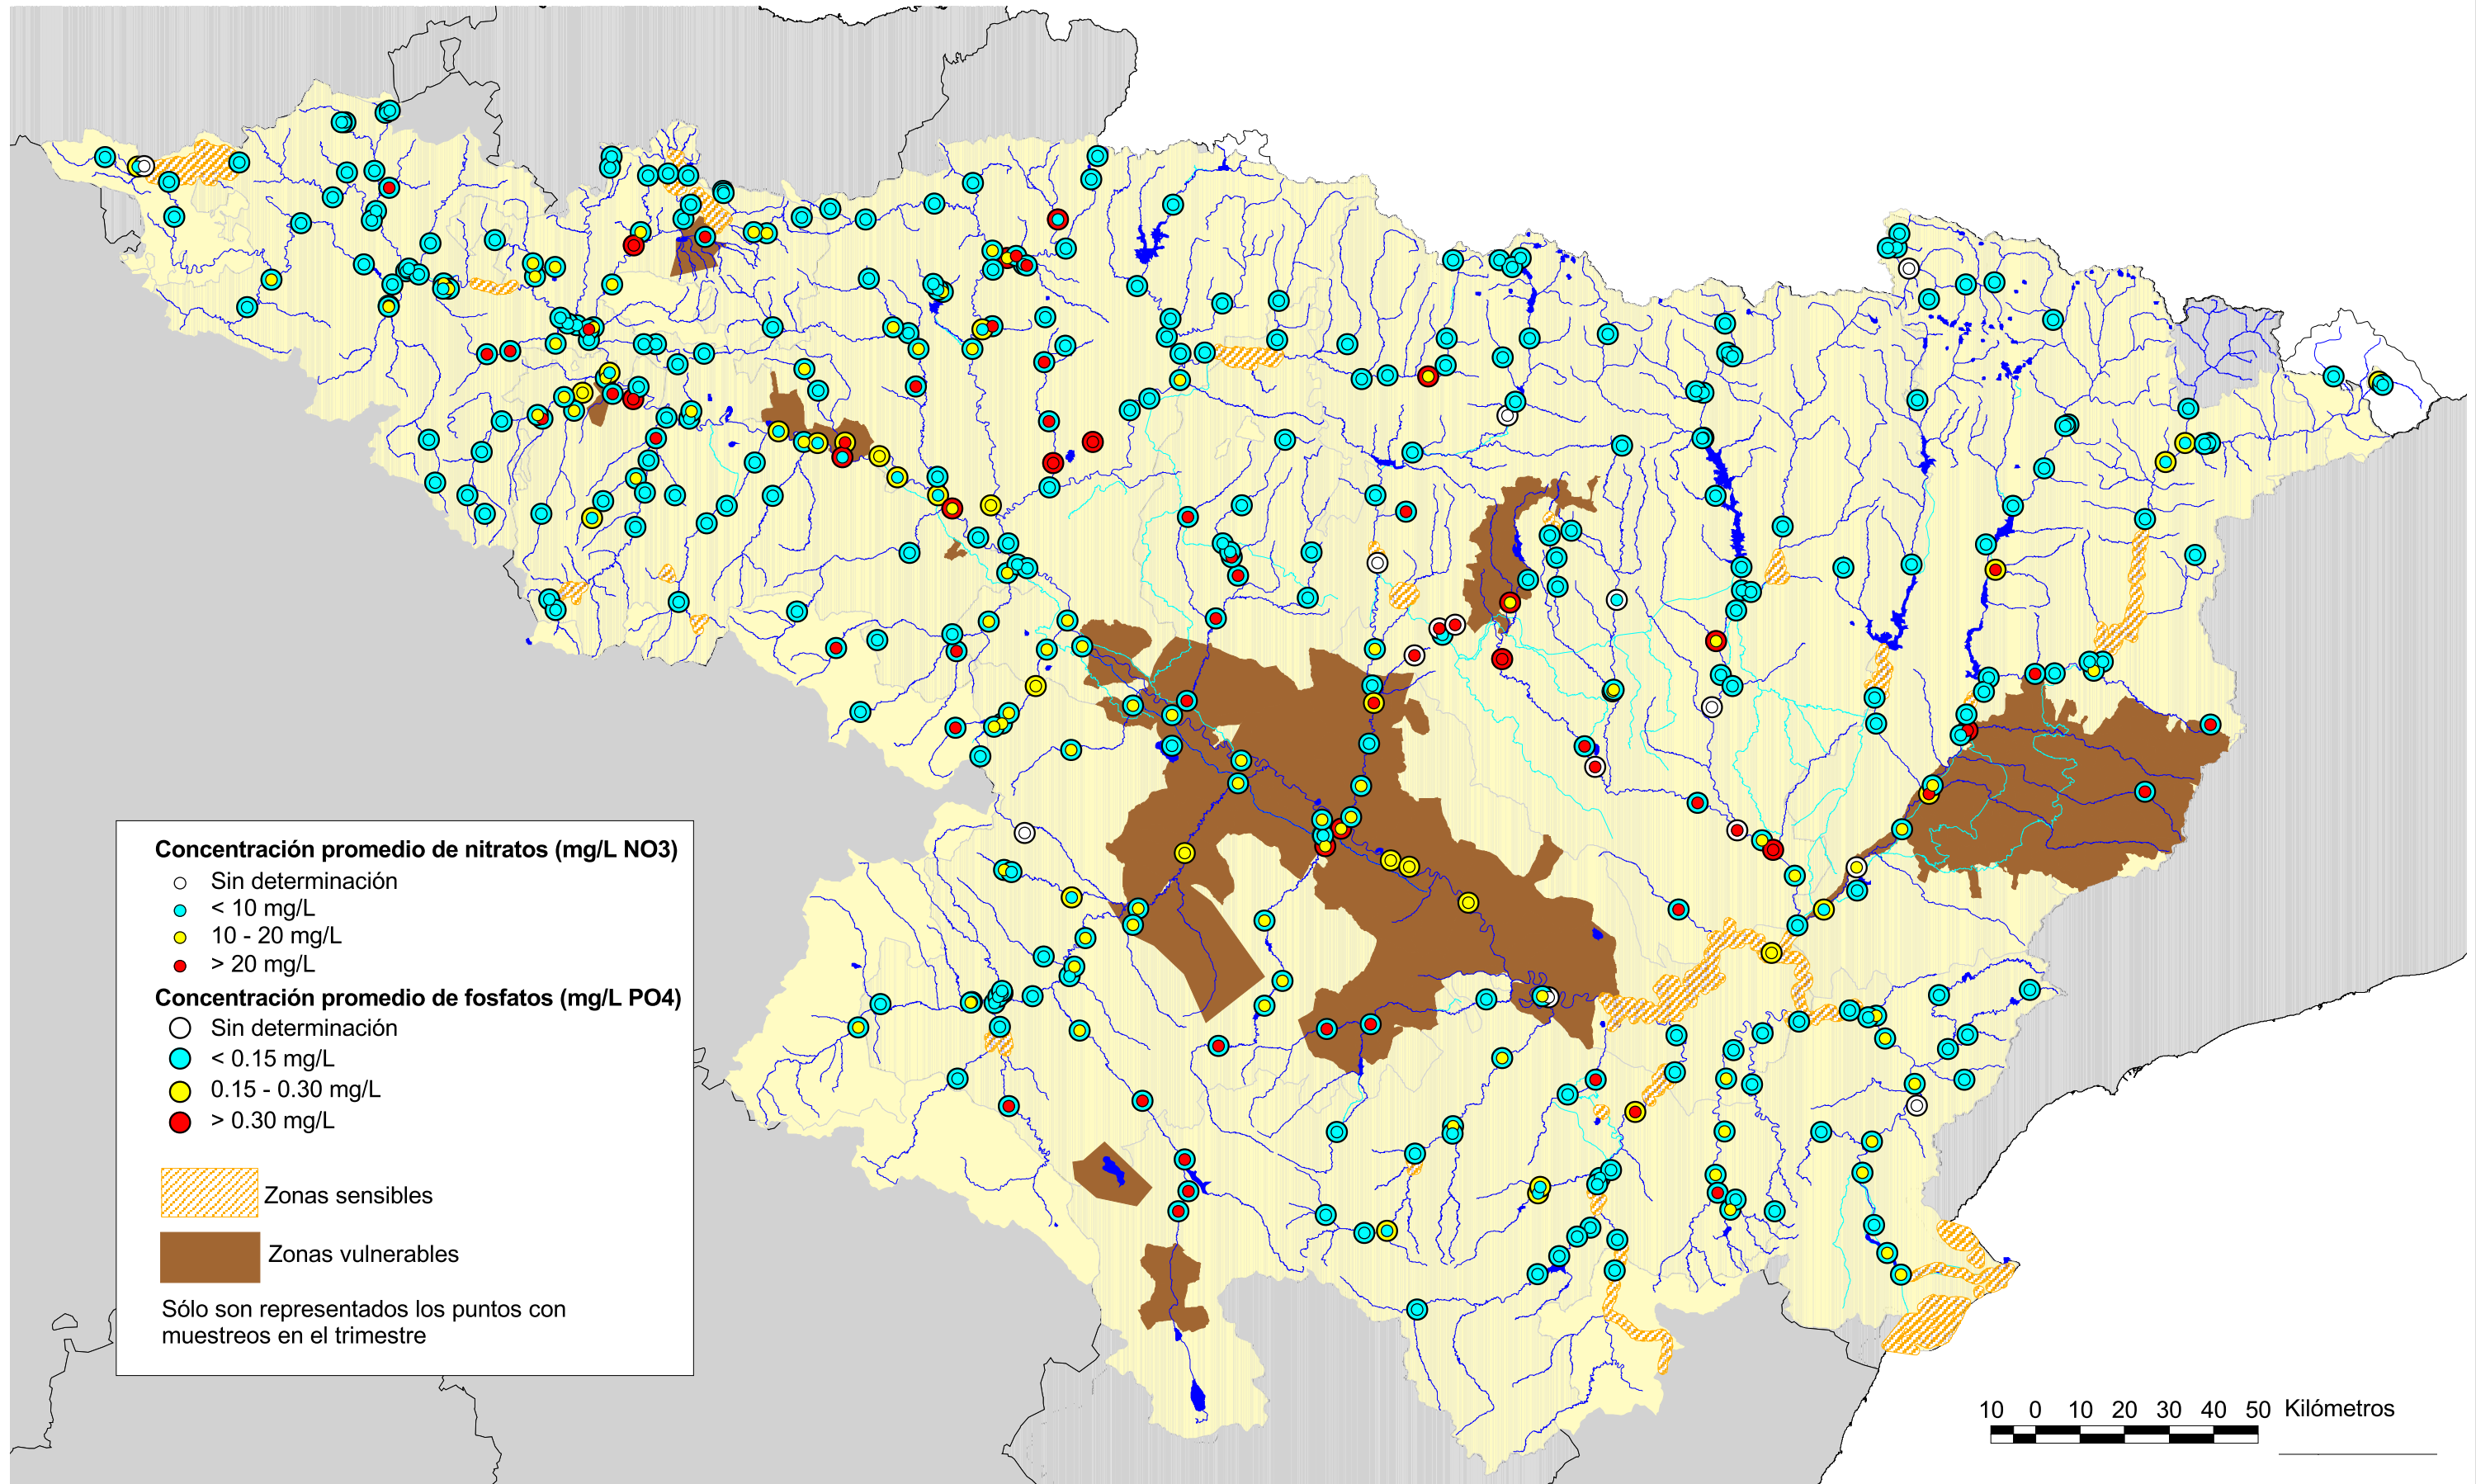 Concentración promedio de nitratos (mg/L NO3)
Sin determinación
< 10 mg/L
10 - 20 mg/L
> 20 mg/L
Concentración promedio de fosfatos (mg/L PO4)
Sin determinación
< 0.15 mg/L
0.15 - 0.30 mg/L
> 0.30 mg/L
Zonas sensibles
Zonas vulnerables
Sólo son representados los puntos con
muestreos en el trimestre
10 0 10 20 30 40 50 Kilómetros